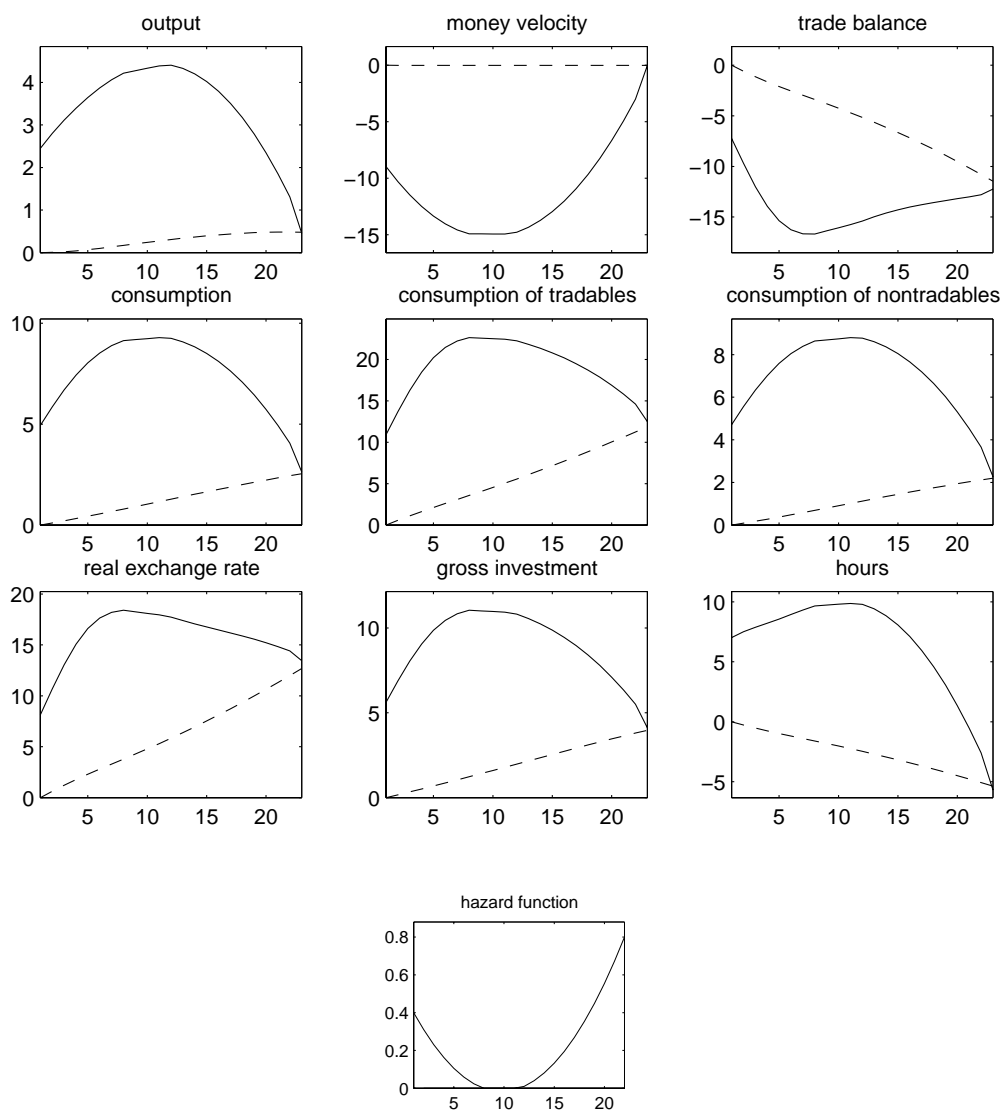 output
money velocity
trade balance
4
3
2
1
0
5 10 15 20
0
−5
−10
−15
5 10 15 20
0
−5
−10
−15
5 10 15 20
consumption
consumption of tradables
consumption of nontradables
10
5
0
5 10 15 20
20
15
10
5
0
5 10 15 20
8
6
4
2
0
5 10 15 20
real exchange rate
gross investment
hours
20
15
10
5
0
5 10 15 20
10
5
0
5 10 15 20
10
5
0
−5
5 10 15 20
hazard function
0.8
0.6
0.4
0.2
0
5 10 15 20